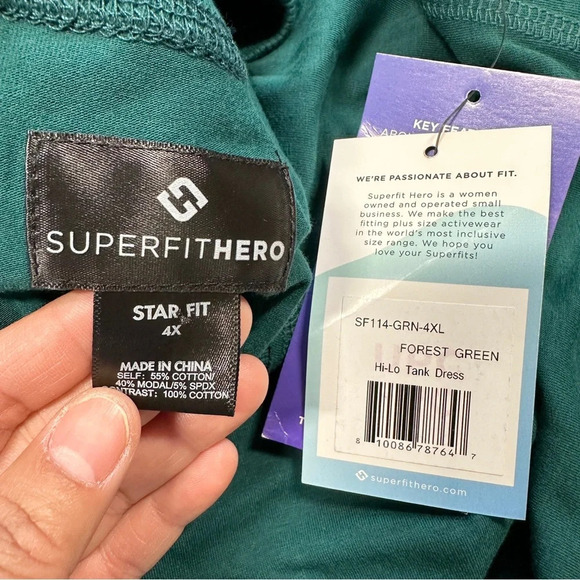 SUPERFITHERO
STAR FIT
4X
MADE IN CHINA
SELF: 55% COTTON/
40% MODAL/5% SPDX
CONTRAST: 100% COTTON
KEY
WE'RE PASSIONATE ABOUT FIT.
Superfit Hero is a women
owned and operated small
business. We make the best
fitting plus size activewear
in the world's most inclusive
size range. We hope you
love your Superfits!
SF114-GRN-4XL
FOREST GREEN
Hi-Lo Tank Dress
8 10086 78764 7
superfithero.com